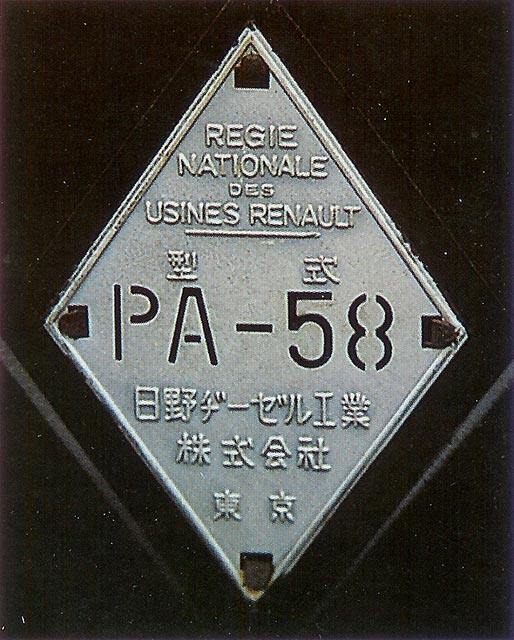 REGIE
NATIONALE
DES
USINES RENAULT
型式
PA-58
日野ヂーゼル工業
株式会社
東京